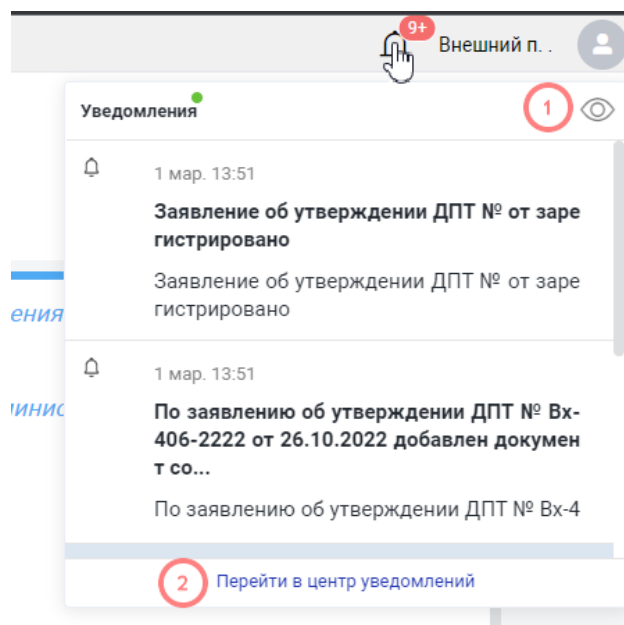 9+
Внешний п. .
Уведомления
1
1 мар. 13:51
Заявление об утверждении ДПТ № от заре
гистрировано
Заявление об утверждении ДПТ № от заре
гистрировано
ения
1 мар. 13:51
По заявлению об утверждении ДПТ № Вх-
406-2222 от 26.10.2022 добавлен докумен
т со...
По заявлению об утверждении ДПТ № Вх-4
2
Перейти в центр уведомлений